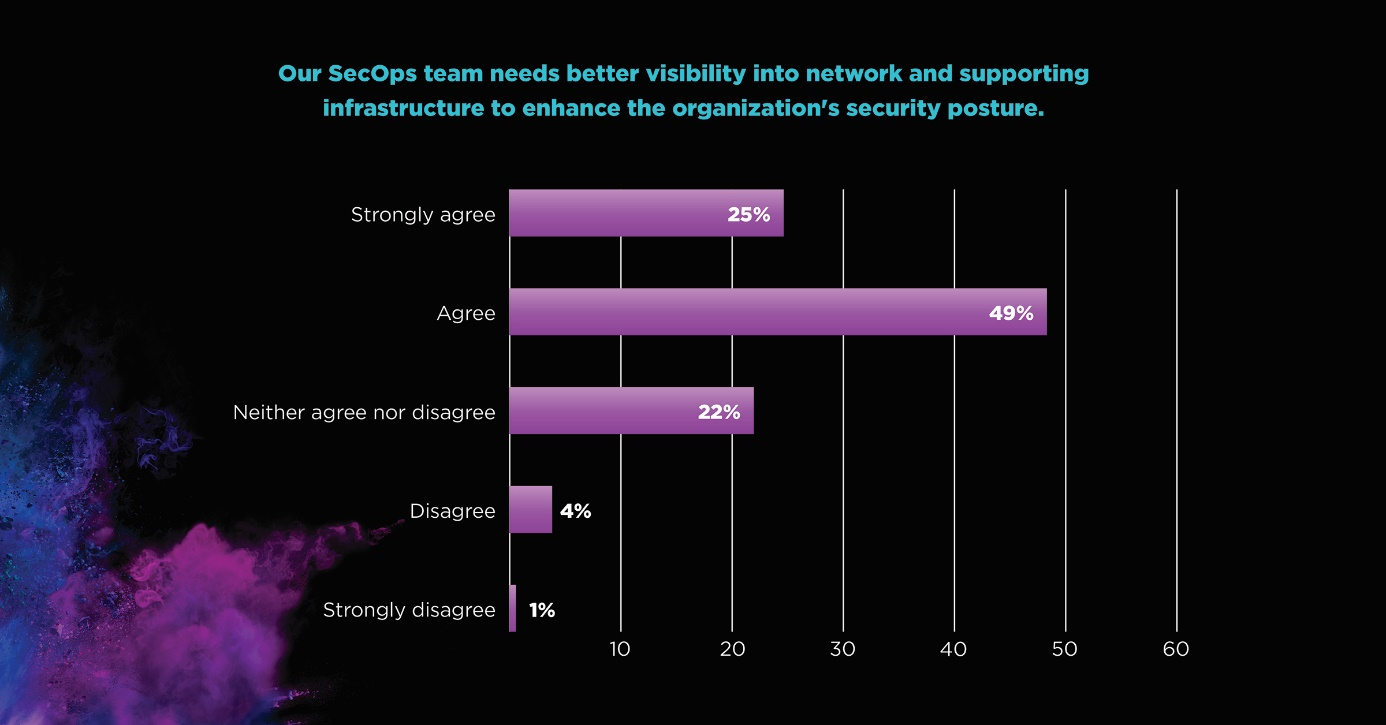 Our SecOps team needs better visibility into network and supporting
infrastructure to enhance the organization's security posture.
Strongly agree
25%
Agree
49%
Neither agree nor disagree
22%
Disagree
4%
Strongly disagree
1%
10 20 30 40 50 60